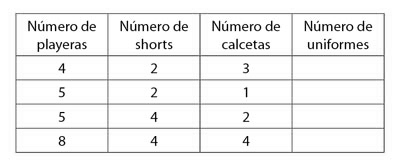 Número de playeras | Número de shorts | Número de calcetas | Número de uniformes
4 | 2 | 3 |
5 | 2 | 1 |
5 | 4 | 2 |
8 | 4 | 4 |